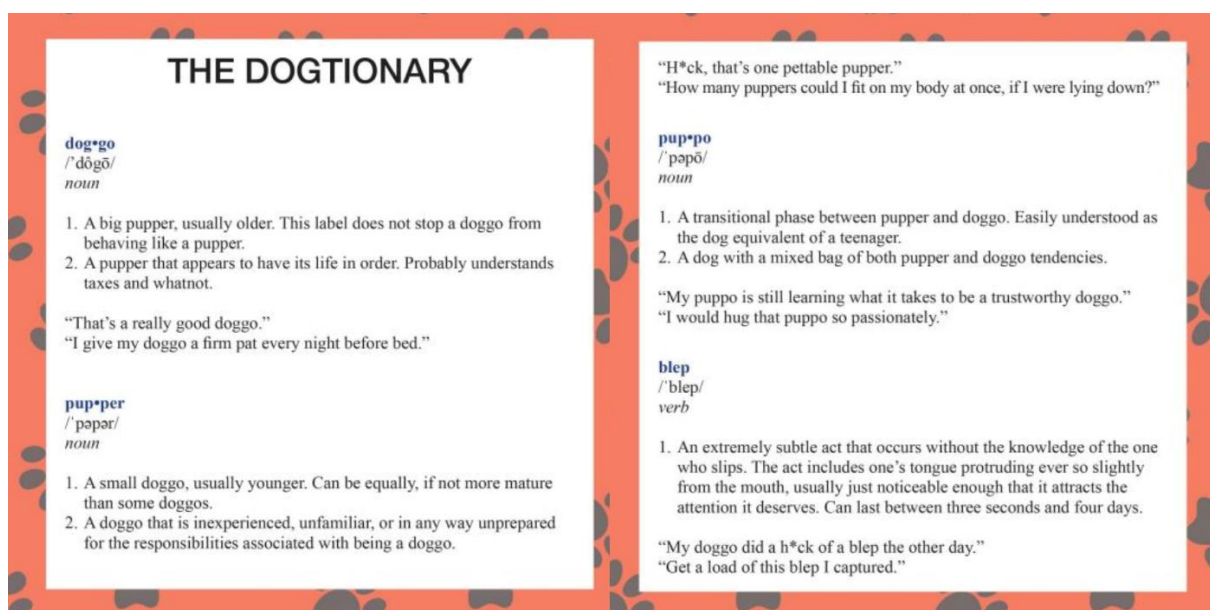 THE DOGTIONARY
dog•go
/ˈdôgō/
noun
1. A big pupper, usually older. This label does not stop a doggo from
behaving like a pupper.
2. A pupper that appears to have its life in order. Probably understands
taxes and whatnot.
“That’s a really good doggo.”
“I give my doggo a firm pat every night before bed.”
pup•per
/ˈpəpər/
noun
1. A small doggo, usually younger. Can be equally, if not more mature
than some doggos.
2. A doggo that is inexperienced, unfamiliar, or in any way unprepared
for the responsibilities associated with being a doggo.
“H*ck, that’s one pettable pupper.”
“How many puppers could I fit on my body at once, if I were lying down?”
pup•po
/ˈpəpō/
noun
1. A transitional phase between pupper and doggo. Easily understood as
the dog equivalent of a teenager.
2. A dog with a mixed bag of both pupper and doggo tendencies.
“My puppo is still learning what it takes to be a trustworthy doggo.”
“I would hug that puppo so passionately.”
blep
/ˈblep/
verb
1. An extremely subtle act that occurs without the knowledge of the one
who slips. The act includes one’s tongue protruding ever so slightly
from the mouth, usually just noticeable enough that it attracts the
attention it deserves. Can last between three seconds and four days.
“My doggo did a h*ck of a blep the other day.”
“Get a load of this blep I captured.”